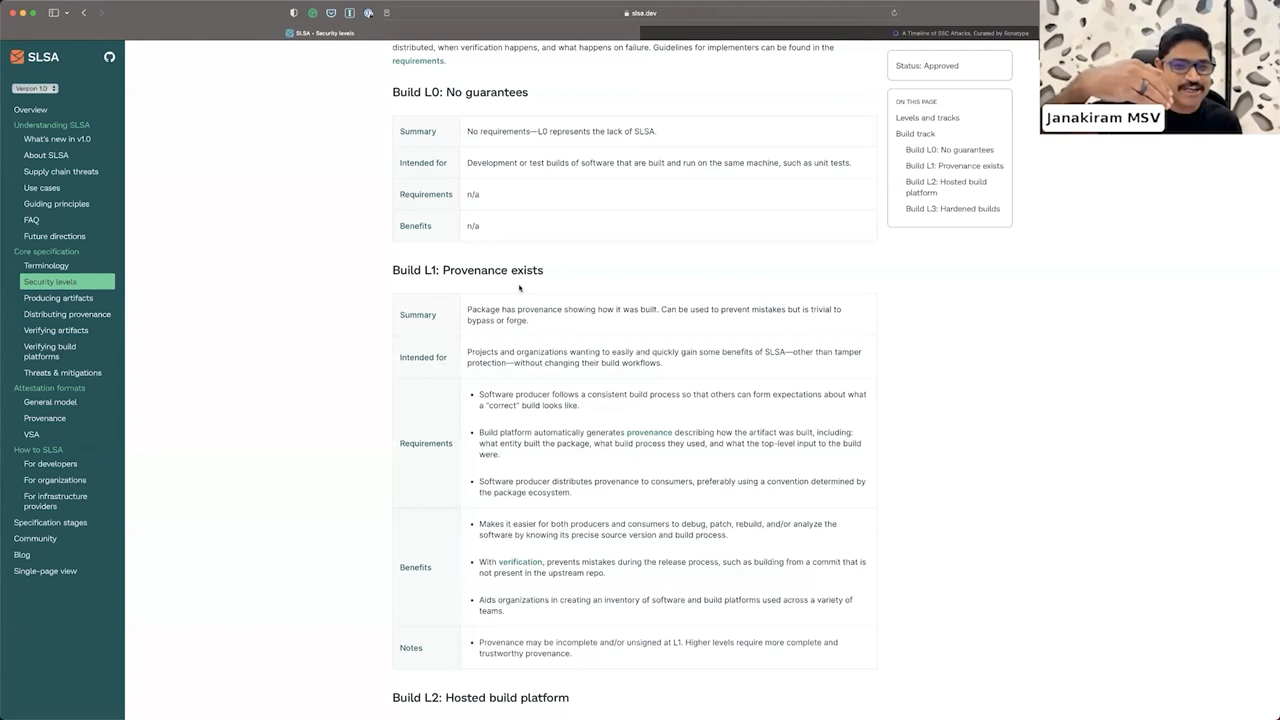 slsa.dev
SLSA • Security levels
A Timeline of SSC Attacks, Curated by Sonatype
SLSA
Version 1.0
Overview
Understanding SLSA
What's new in v1.0
About SLSA
Supply chain threats
Use cases
Guiding principles
FAQ
Future directions
Core specification
Terminology
Security levels
Producing artifacts
Distributing provenance
Verifying artifacts
Verifying build
platforms
Threats & mitigations
Attestation formats
General model
Provenance
VSA
How to SLSA
For developers
For organizations
For infrastructure
providers
Specification stages
Community
Blog
Single-page view
distributed, when verification happens, and what happens on failure. Guidelines for implementers can be found in the
requirements.
Build L0: No guarantees
Summary
No requirements—L0 represents the lack of SLSA.
Intended for
Development or test builds of software that are built and run on the same machine, such as unit tests.
Requirements
n/a
Benefits
n/a
Build L1: Provenance exists
Summary
Package has provenance showing how it was built. Can be used to prevent mistakes but is trivial to
bypass or forge.
Intended for
Projects and organizations wanting to easily and quickly gain some benefits of SLSA—other than tamper
protection—without changing their build workflows.
Requirements
• Software producer follows a consistent build process so that others can form expectations about what
a “correct” build looks like.
• Build platform automatically generates provenance describing how the artifact was built, including:
what entity built the package, what build process they used, and what the top-level input to the build
were.
• Software producer distributes provenance to consumers, preferably using a convention determined by
the package ecosystem.
Benefits
• Makes it easier for both producers and consumers to debug, patch, rebuild, and/or analyze the
software by knowing its precise source version and build process.
• With verification, prevents mistakes during the release process, such as building from a commit that is
not present in the upstream repo.
• Aids organizations in creating an inventory of software and build platforms used across a variety of
teams.
Notes
• Provenance may be incomplete and/or unsigned at L1. Higher levels require more complete and
trustworthy provenance.
Build L2: Hosted build platform
Status: Approved
ON THIS PAGE
Levels and tracks
Build track
Build L0: No guarantees
Build L1: Provenance exists
Build L2: Hosted build
platform
Build L3: Hardened builds
Janakiram MSV